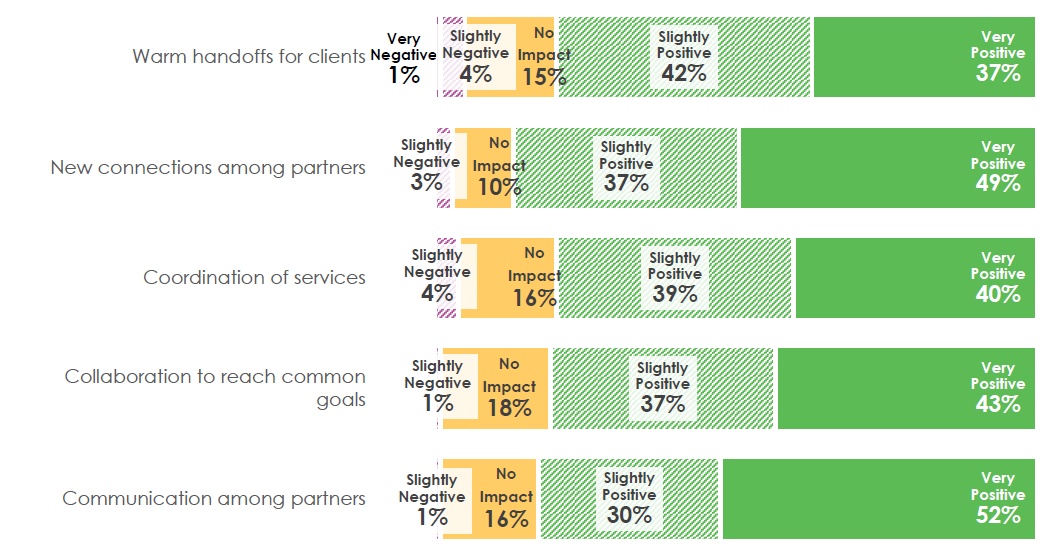 Warm handoffs for clients
Very
Negative
1%
Slightly
Negative
4%
No
Impact
15%
Slightly
Positive
42%
Very
Positive
37%
New connections among partners
Slightly
Negative
3%
No
Impact
10%
Slightly
Positive
37%
Very
Positive
49%
Coordination of services
Slightly
Negative
4%
No
Impact
16%
Slightly
Positive
39%
Very
Positive
40%
Collaboration to reach common
goals
Slightly
Negative
1%
No
Impact
18%
Slightly
Positive
37%
Very
Positive
43%
Communication among partners
Slightly
Negative
1%
No
Impact
16%
Slightly
Positive
30%
Very
Positive
52%